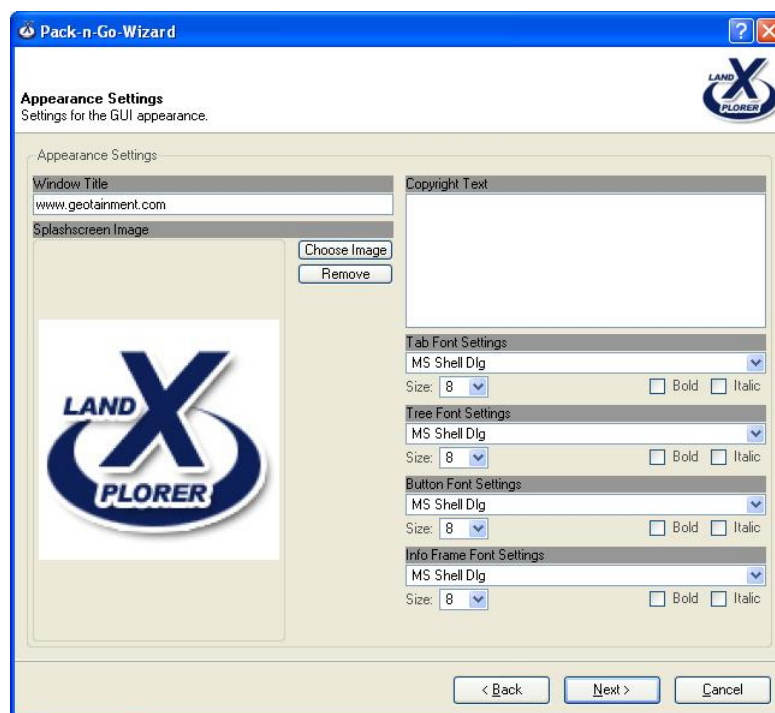 Pack-n-Go-Wizard
LAND X PLORER
Appearance Settings
Settings for the GUI appearance.
Appearance Settings
Window Title
www.geotainment.com
Splashscreen Image
Choose Image
Remove
LAND X PLORER
Copyright Text
Tab Font Settings
MS Shell Dlg
Size: 8 Bold Italic
Tree Font Settings
MS Shell Dlg
Size: 8 Bold Italic
Button Font Settings
MS Shell Dlg
Size: 8 Bold Italic
Info Frame Font Settings
MS Shell Dlg
Size: 8 Bold Italic
< Back Next > Cancel